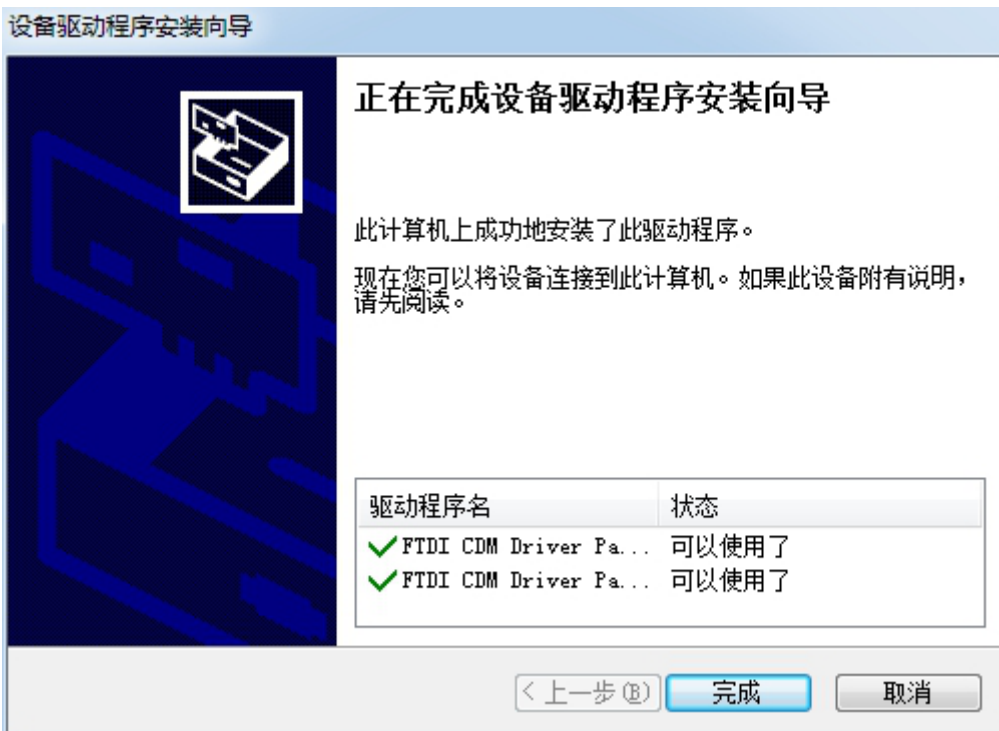 设备驱动程序安装向导
正在完成设备驱动程序安装向导
此计算机上成功地安装了此驱动程序。
现在您可以将设备连接到此计算机。如果此设备附有说明，
请先阅读。
驱动程序名 状态
FTDI CDM Driver Pa... 可以使用了
FTDI CDM Driver Pa... 可以使用了
< 上一步(B) 完成 取消